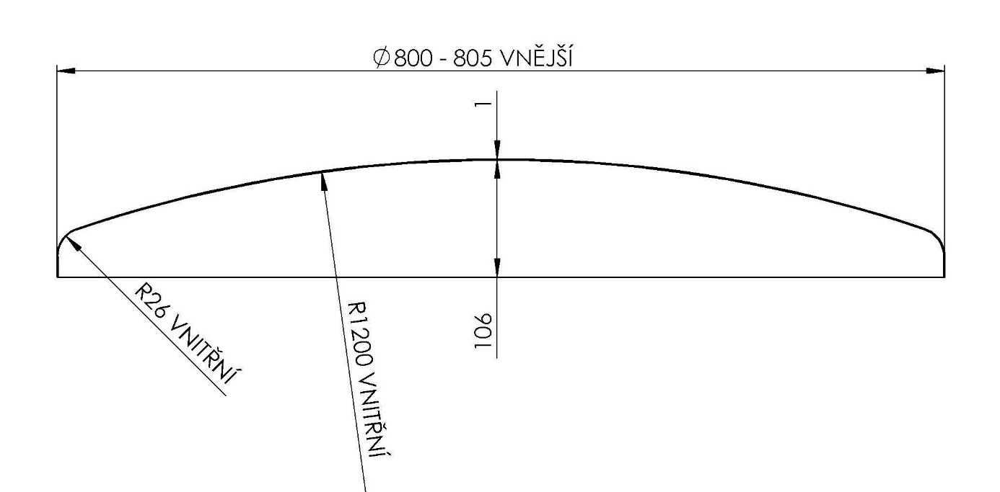 ∅800 - 805 VNĚJŠÍ
1
R26 VNITŘNÍ
R1200 VNITŘNÍ
106